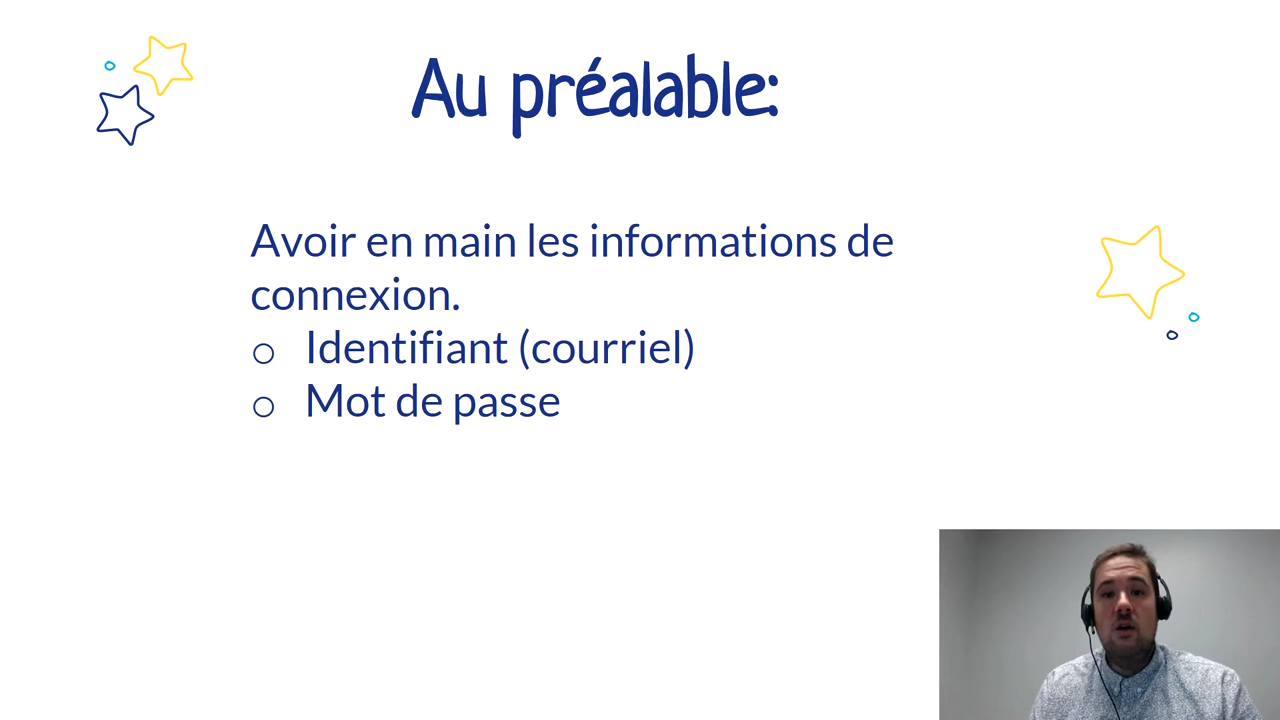 Au préalable:
Avoir en main les informations de
connexion.
o Identifiant (courriel)
o Mot de passe